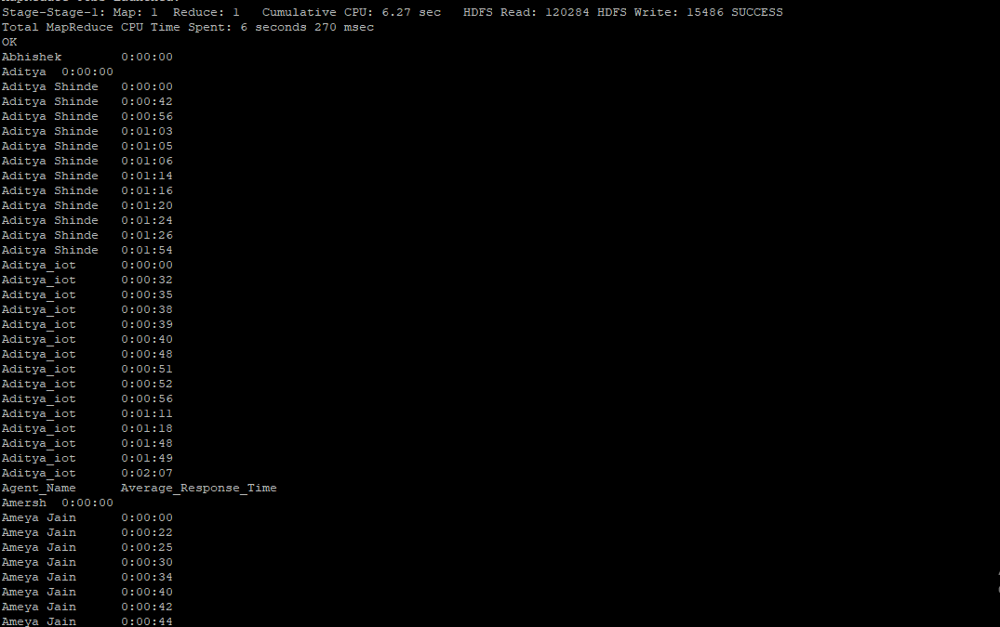 Stage-Stage-1: Map: 1  Reduce: 1   Cumulative CPU: 6.27 sec   HDFS Read: 120284 HDFS Write: 15486 SUCCESS
Total MapReduce CPU Time Spent: 6 seconds 270 msec
OK
Abhishek        0:00:00
Aditya  0:00:00
Aditya Shinde   0:00:00
Aditya Shinde   0:00:42
Aditya Shinde   0:00:56
Aditya Shinde   0:01:03
Aditya Shinde   0:01:05
Aditya Shinde   0:01:06
Aditya Shinde   0:01:14
Aditya Shinde   0:01:16
Aditya Shinde   0:01:20
Aditya Shinde   0:01:24
Aditya Shinde   0:01:26
Aditya Shinde   0:01:54
Aditya_iot      0:00:00
Aditya_iot      0:00:32
Aditya_iot      0:00:35
Aditya_iot      0:00:38
Aditya_iot      0:00:39
Aditya_iot      0:00:40
Aditya_iot      0:00:48
Aditya_iot      0:00:51
Aditya_iot      0:00:52
Aditya_iot      0:00:56
Aditya_iot      0:01:11
Aditya_iot      0:01:18
Aditya_iot      0:01:48
Aditya_iot      0:01:49
Aditya_iot      0:02:07
Agent_Name      Average_Response_Time
Amersh  0:00:00
Ameya Jain      0:00:00
Ameya Jain      0:00:22
Ameya Jain      0:00:25
Ameya Jain      0:00:30
Ameya Jain      0:00:34
Ameya Jain      0:00:40
Ameya Jain      0:00:42
Ameya Jain      0:00:44